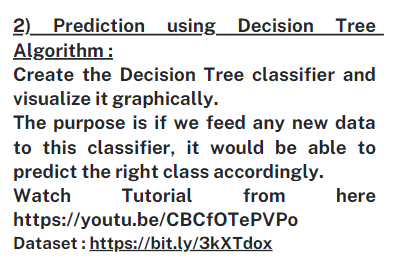 2) Prediction using Decision Tree
Algorithm :
Create the Decision Tree classifier and
visualize it graphically.
The purpose is if we feed any new data
to this classifier, it would be able to
predict the right class accordingly.
Watch Tutorial from here
https://youtu.be/CBCfOTePVPo
Dataset : https://bit.ly/3kXTdox